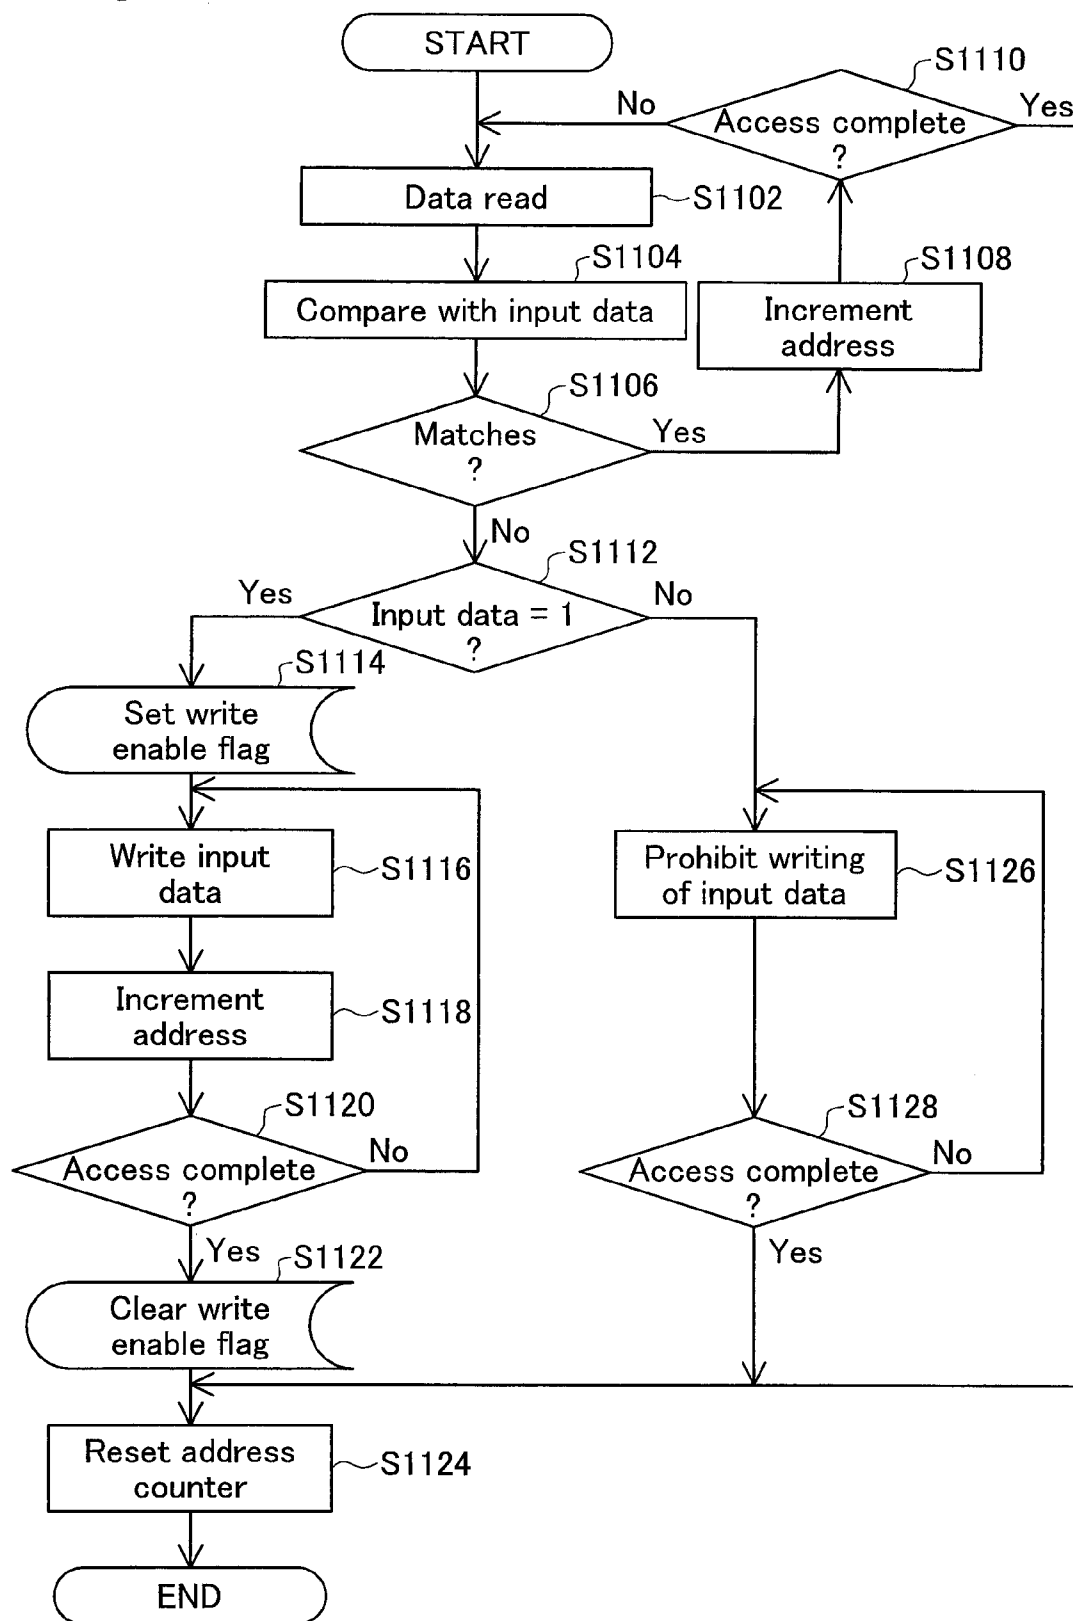 START
S1110
No
Yes
Access complete
?
Data read
S1102
S1104
S1108
Compare with input data
Increment
address
S1106
Matches
?
Yes
No
S1112
Yes
No
Input data = 1
?
S1114
Set write
enable flag
Write input
data
S1116
Prohibit writing
of input data
S1126
Increment
address
S1118
S1120
S1128
No
No
Access complete
?
Access complete
?
Yes
S1122
Yes
Clear write
enable flag
Reset address
counter
S1124
END